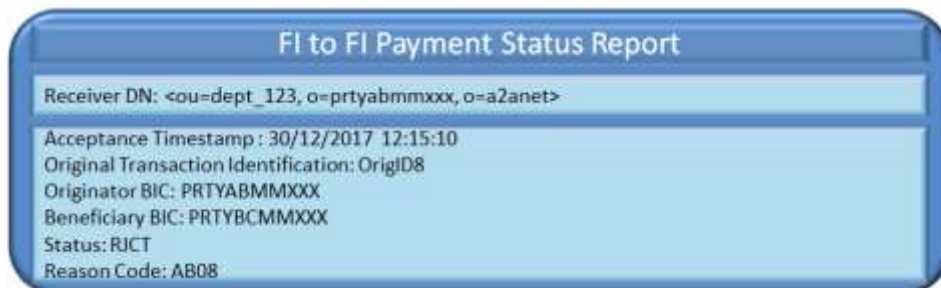 FI to FI Payment Status Report
Receiver DN: <ou=dept_123, o=prtyabmmxxx, o=a2anet>
Acceptance Timestamp : 30/12/2017 12:15:10
Original Transaction Identification: OrigID8
Originator BIC: PRTYABMMXXX
Beneficiary BIC: PRTYBCMMXXX
Status: RJCT
Reason Code: AB08